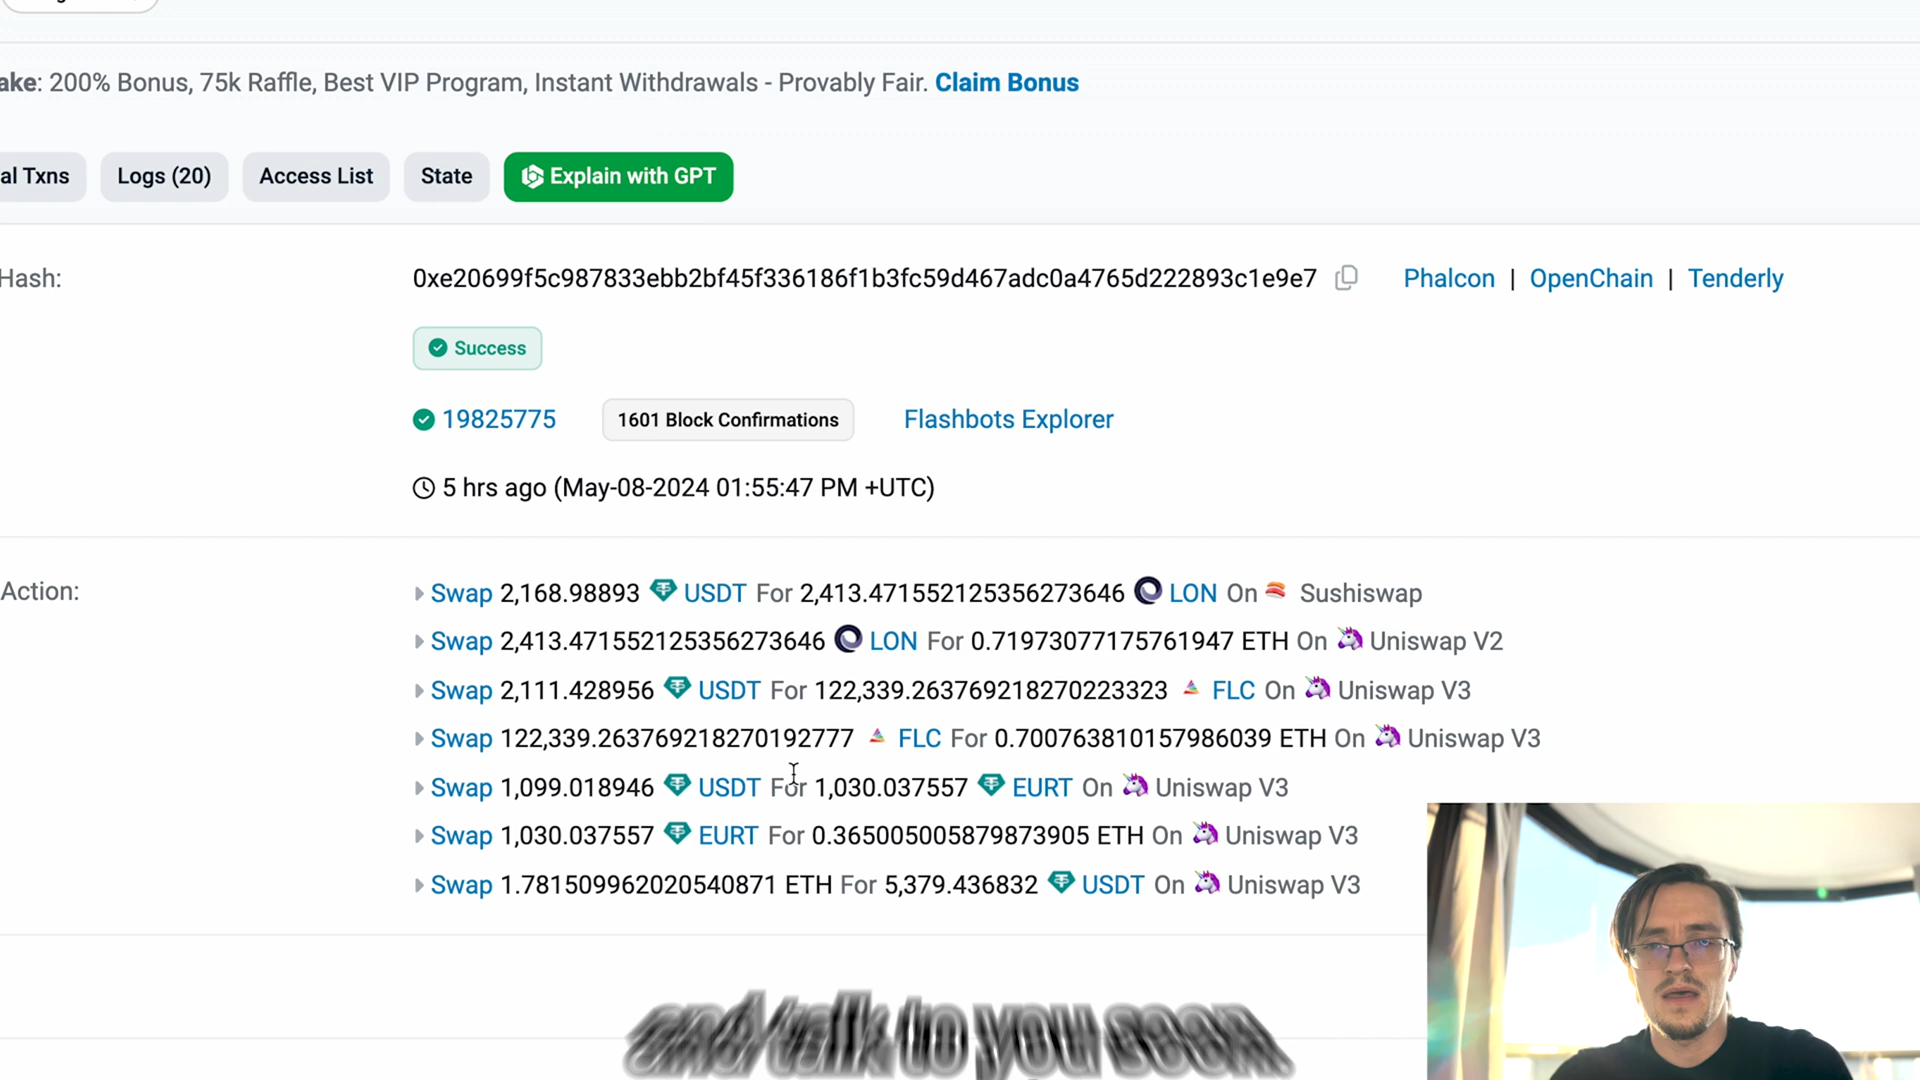 ake: 200% Bonus, 75k Raffle, Best VIP Program, Instant Withdrawals - Provably Fair. Claim Bonus
al Txns Logs (20) Access List State Explain with GPT
Hash: 0xe20699f5c987833ebb2bf45f336186f1b3fc59d467adc0a4765d222893c1e9e7 Phalcon | OpenChain | Tenderly
Success
19825775 1601 Block Confirmations Flashbots Explorer
5 hrs ago (May-08-2024 01:55:47 PM +UTC)
Action: Swap 2,168.98893 USDT For 2,413.471552125356273646 LON On Sushiswap
Swap 2,413.471552125356273646 LON For 0.71973077175761947 ETH On Uniswap V2
Swap 2,111.428956 USDT For 122,339.263769218270223323 FLC On Uniswap V3
Swap 122,339.263769218270192777 FLC For 0.700763810157986039 ETH On Uniswap V3
Swap 1,099.018946 USDT For 1,030.037557 EURT On Uniswap V3
Swap 1,030.037557 EURT For 0.365005005879873905 ETH On Uniswap V3
Swap 1.781509962020540871 ETH For 5,379.436832 USDT On Uniswap V3
and talk to you soon.